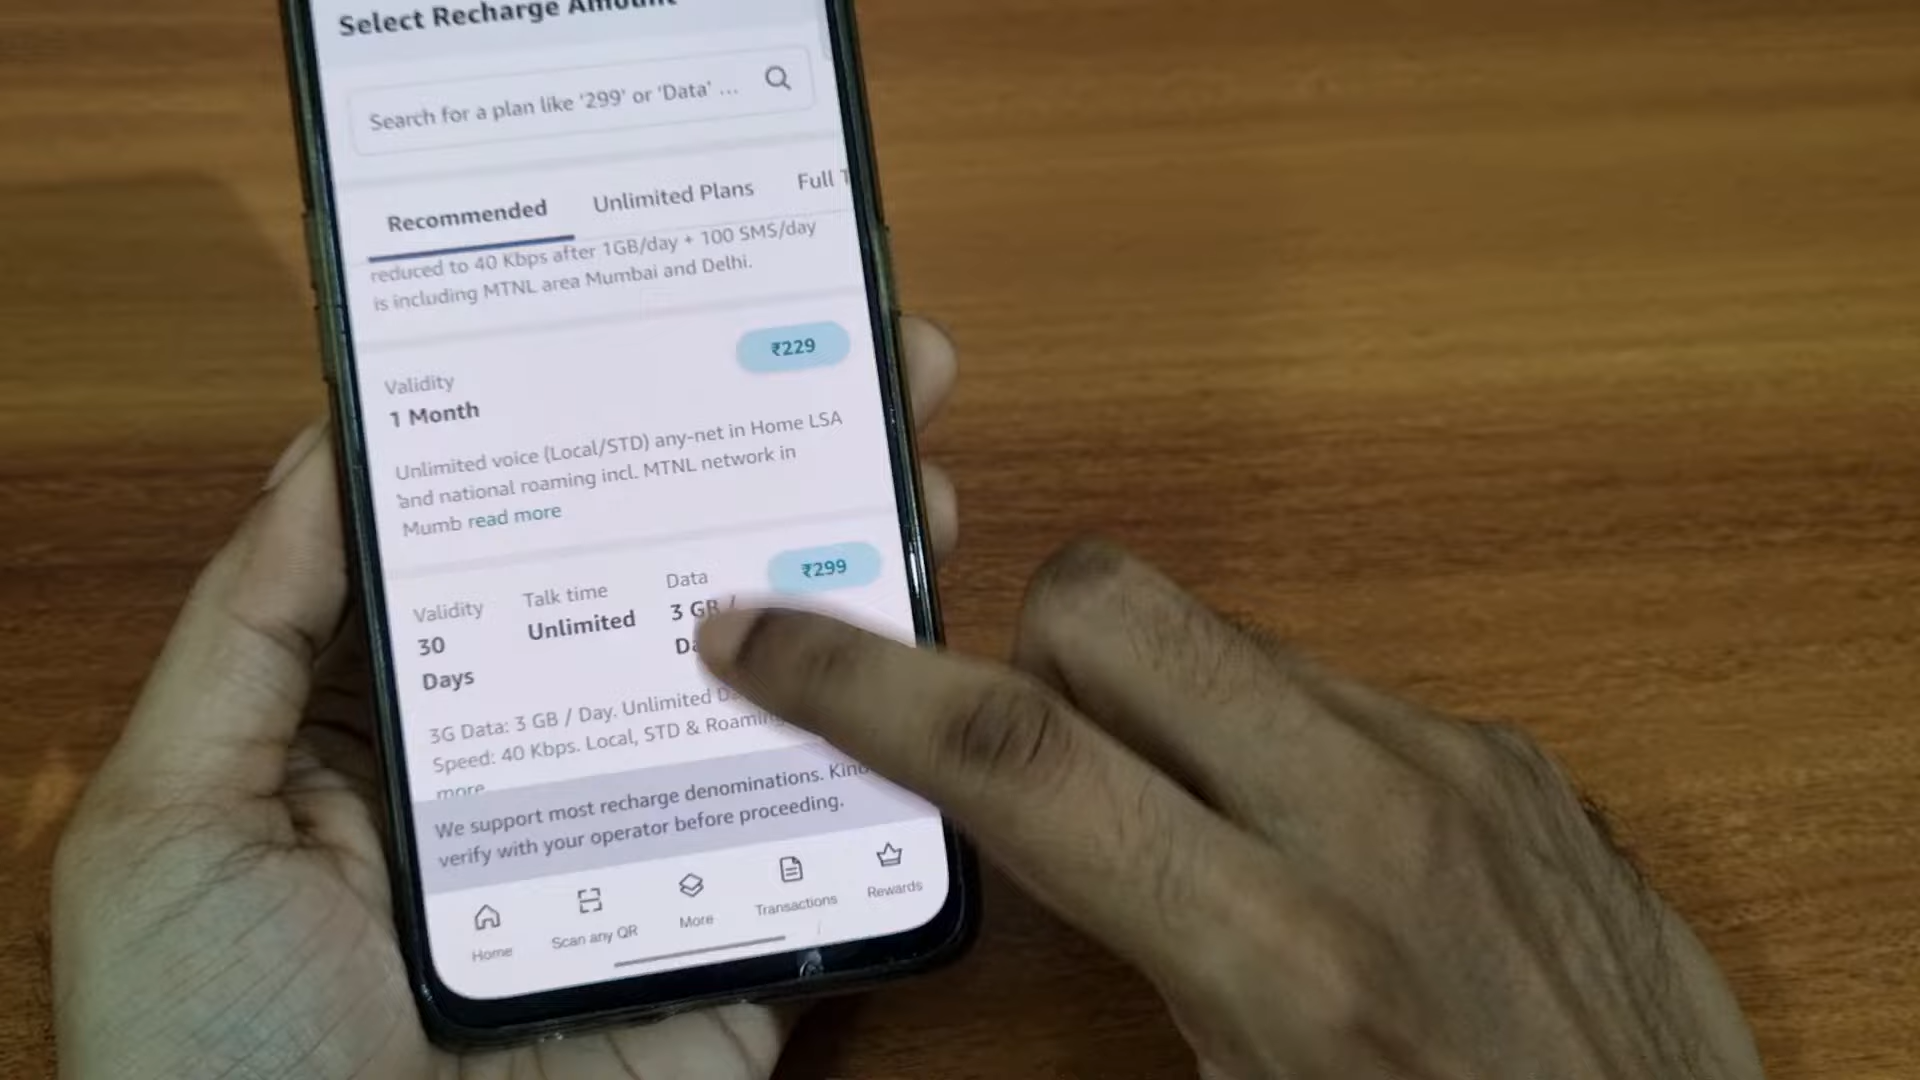 Select Recharge Amount
Search for a plan like '299' or 'Data' ...
Recommended
Unlimited Plans
Full T
reduced to 40 Kbps after 1GB/day + 100 SMS/day
is including MTNL area Mumbai and Delhi.
₹229
Validity
1 Month
Unlimited voice (Local/STD) any-net in Home LSA
and national roaming incl. MTNL network in
Mumb read more
₹299
Validity
30
Days
Talk time
Unlimited
Data
3 GB /
3G Data: 3 GB / Day. Unlimited
Speed: 40 Kbps. Local, STD & Roaming
more
We support most recharge denominations.
verify with your operator before proceeding.
Home
Scan any QR
More
Transactions
Rewards